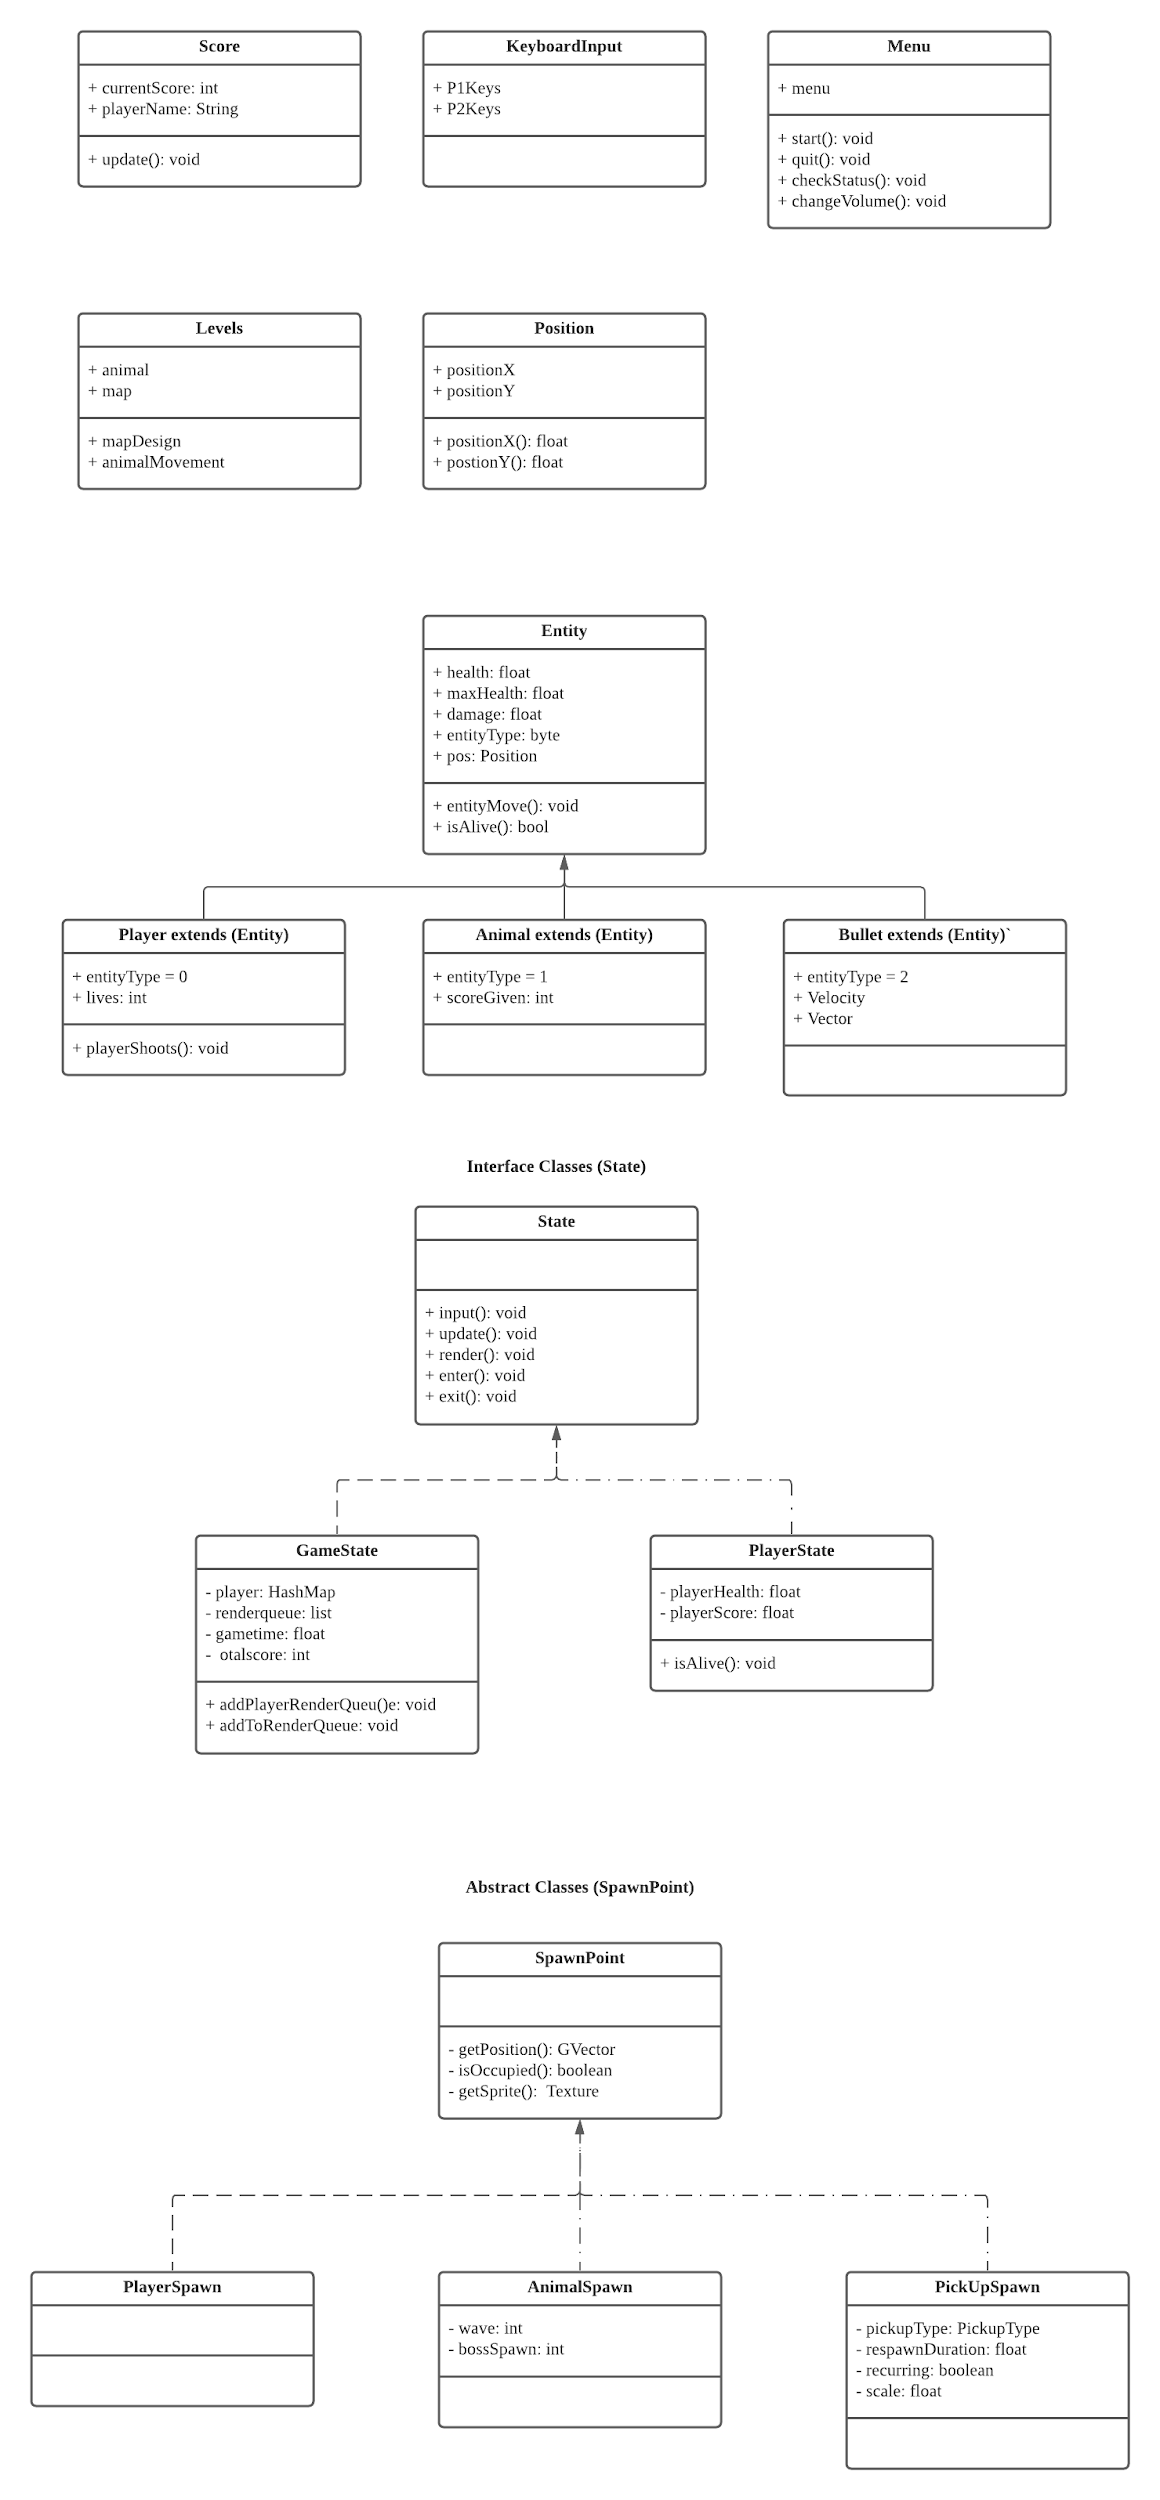 Score
+ currentScore: int
+ playerName: String
+ update(): void
KeyboardInput
+ P1Keys
+ P2Keys
Menu
+ menu
+ start(): void
+ quit(): void
+ checkStatus(): void
+ changeVolume(): void
Levels
+ animal
+ map
+ mapDesign
+ animalMovement
Position
+ positionX
+ positionY
+ positionX(): float
+ postionY(): float
Entity
+ health: float
+ maxHealth: float
+ damage: float
+ entityType: byte
+ pos: Position
+ entityMove(): void
+ isAlive(): bool
Player extends (Entity)
+ entityType = 0
+ lives: int
+ playerShoots(): void
Animal extends (Entity)
+ entityType = 1
+ scoreGiven: int
Bullet extends (Entity)`
+ entityType = 2
+ Velocity
+ Vector
Interface Classes (State)
State
+ input(): void
+ update(): void
+ render(): void
+ enter(): void
+ exit(): void
GameState
- player: HashMap
- renderqueue: list
- gametime: float
-  otalscore: int
+ addPlayerRenderQueu()e: void
+ addToRenderQueue: void
PlayerState
- playerHealth: float
- playerScore: float
+ isAlive(): void
Abstract Classes (SpawnPoint)
SpawnPoint
- getPosition(): GVector
- isOccupied(): boolean
- getSprite():  Texture
PlayerSpawn
AnimalSpawn
- wave: int
- bossSpawn: int
PickUpSpawn
- pickupType: PickupType
- respawnDuration: float
- recurring: boolean
- scale: float